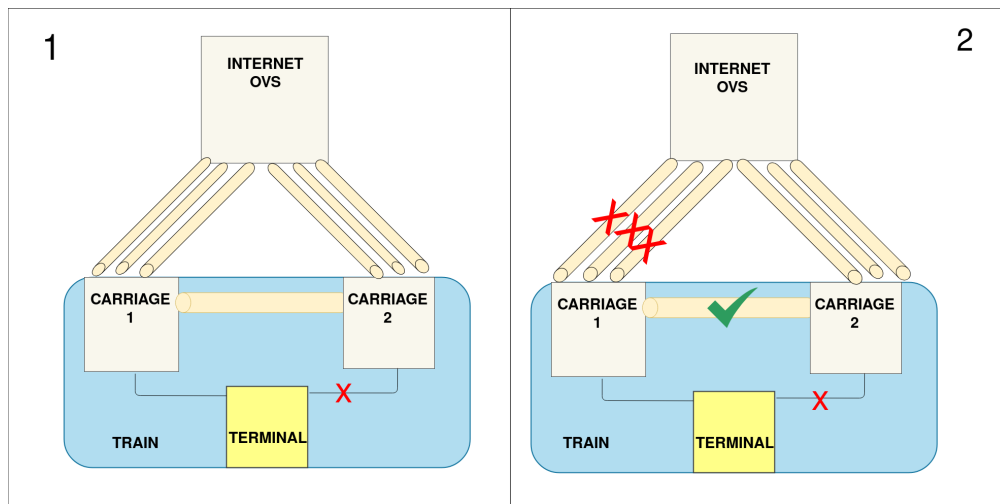 1
INTERNET
OVS
CARRIAGE
1
CARRIAGE
2
X
TERMINAL
TRAIN
2
INTERNET
OVS
X
X
X
CARRIAGE
1
CARRIAGE
2
X
TERMINAL
TRAIN